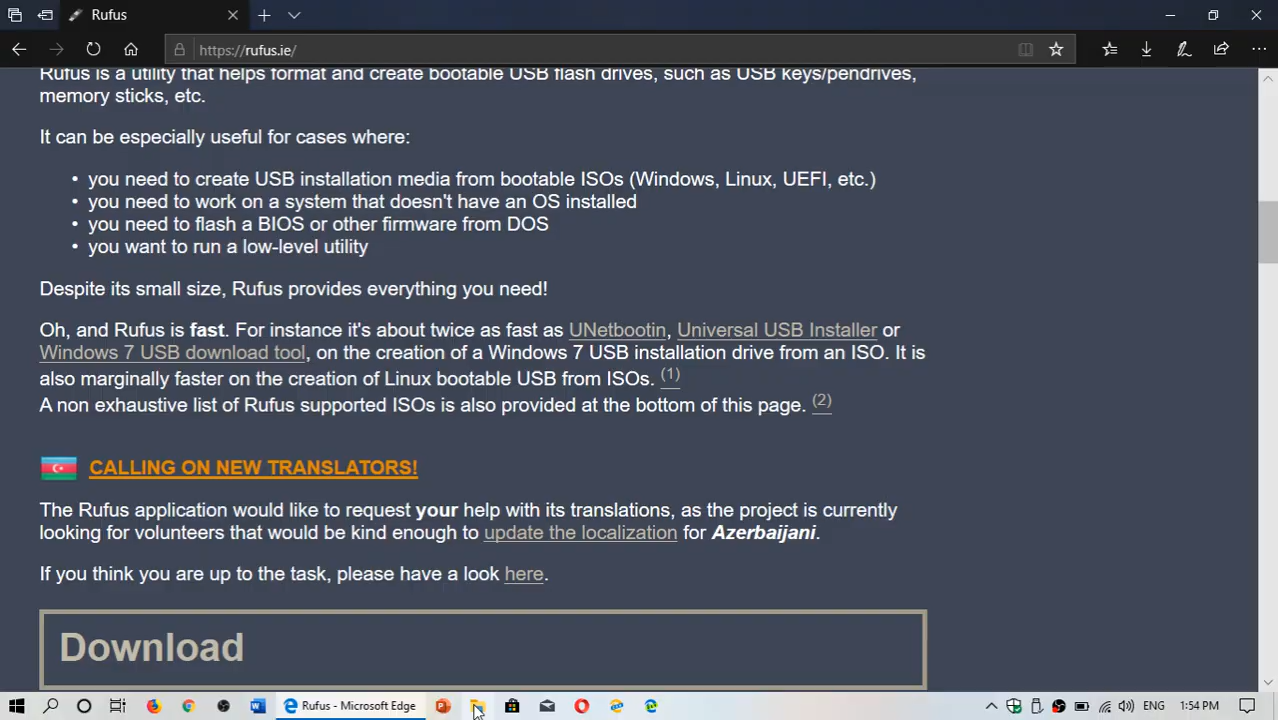 Rufus
https://rufus.ie/
Rufus is a utility that helps format and create bootable USB flash drives, such as USB keys/pendrives,
memory sticks, etc.
It can be especially useful for cases where:
• you need to create USB installation media from bootable ISOs (Windows, Linux, UEFI, etc.)
• you need to work on a system that doesn't have an OS installed
• you need to flash a BIOS or other firmware from DOS
• you want to run a low-level utility
Despite its small size, Rufus provides everything you need!
Oh, and Rufus is fast. For instance it's about twice as fast as UNetbootin, Universal USB Installer or
Windows 7 USB download tool, on the creation of a Windows 7 USB installation drive from an ISO. It is
also marginally faster on the creation of Linux bootable USB from ISOs. (1)
A non exhaustive list of Rufus supported ISOs is also provided at the bottom of this page. (2)
CALLING ON NEW TRANSLATORS!
The Rufus application would like to request your help with its translations, as the project is currently
looking for volunteers that would be kind enough to update the localization for Azerbaijani.
If you think you are up to the task, please have a look here.
Download
Rufus - Microsoft Edge
ENG 1:54 PM